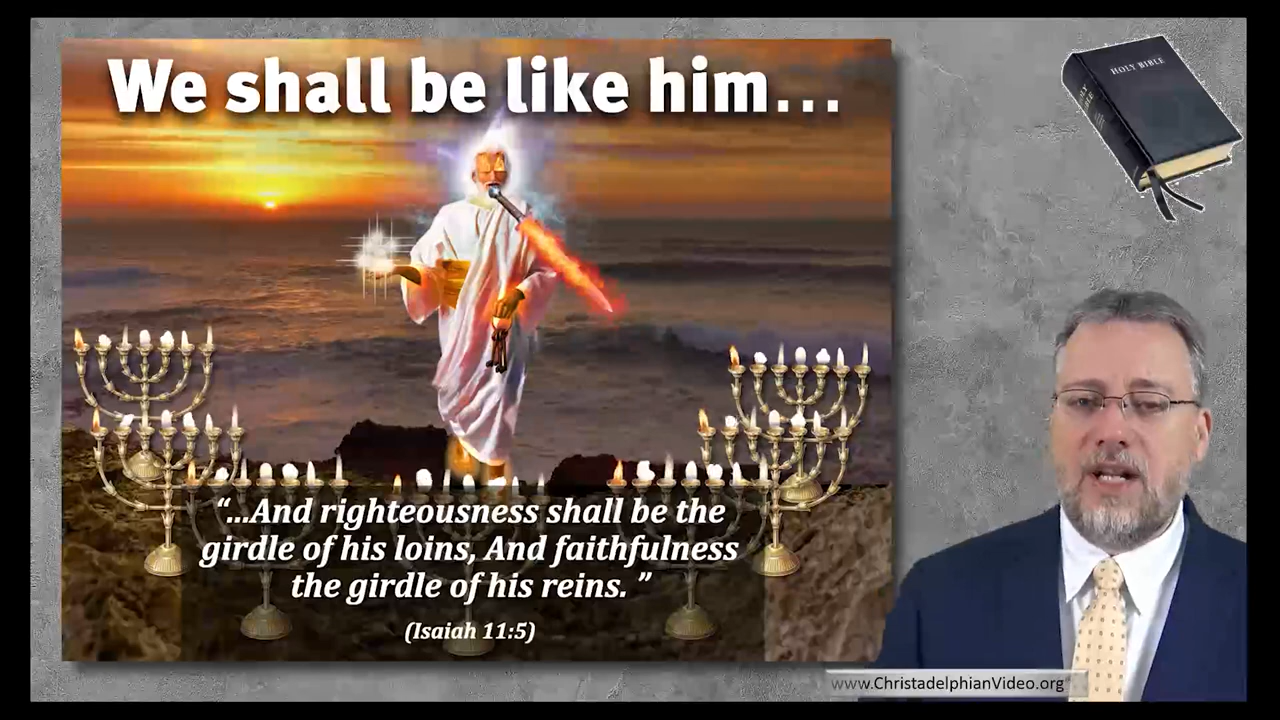 We shall be like him…
HOLY BIBLE
“…And righteousness shall be the
girdle of his loins, And faithfulness
the girdle of his reins. ”
(Isaiah 11:5)
www.ChristadelphianVideo.org